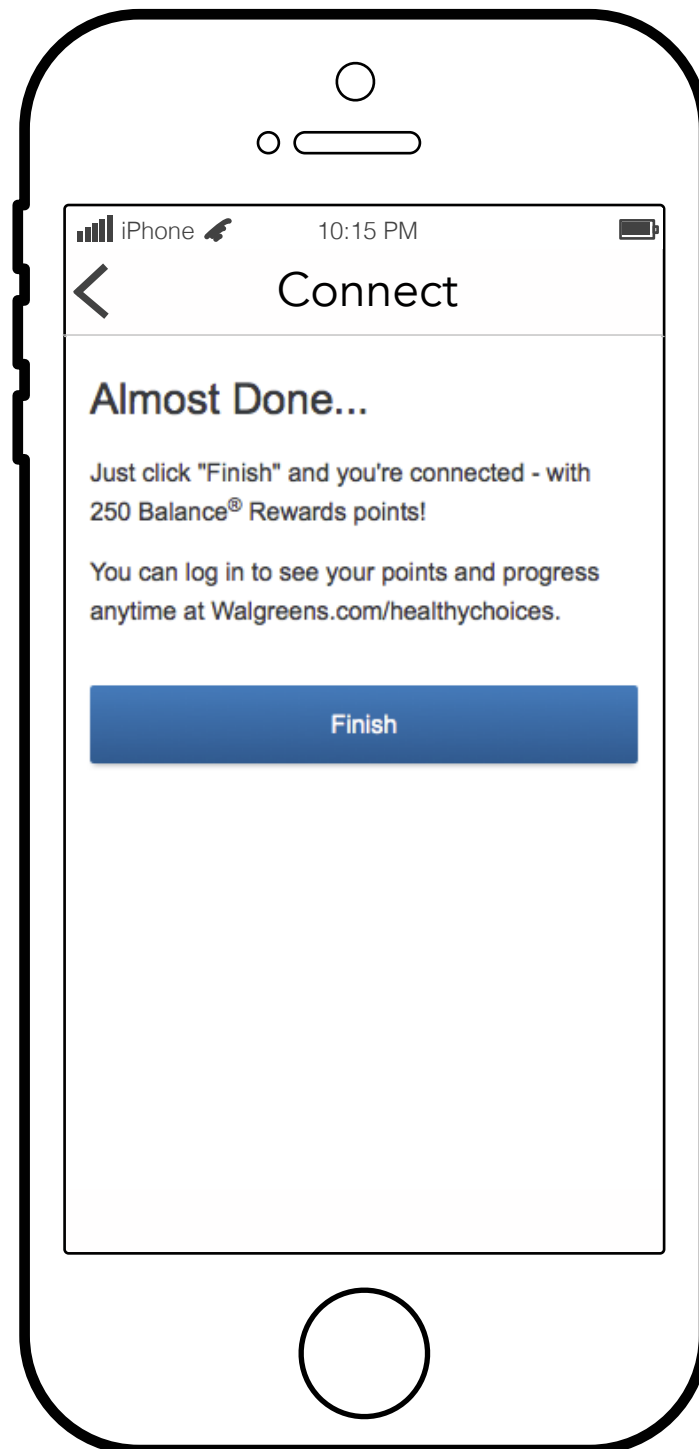 iPhone 10:15 PM
Connect
Almost Done...
Just click "Finish" and you're connected - with
250 Balance® Rewards points!
You can log in to see your points and progress
anytime at Walgreens.com/healthychoices.
Finish